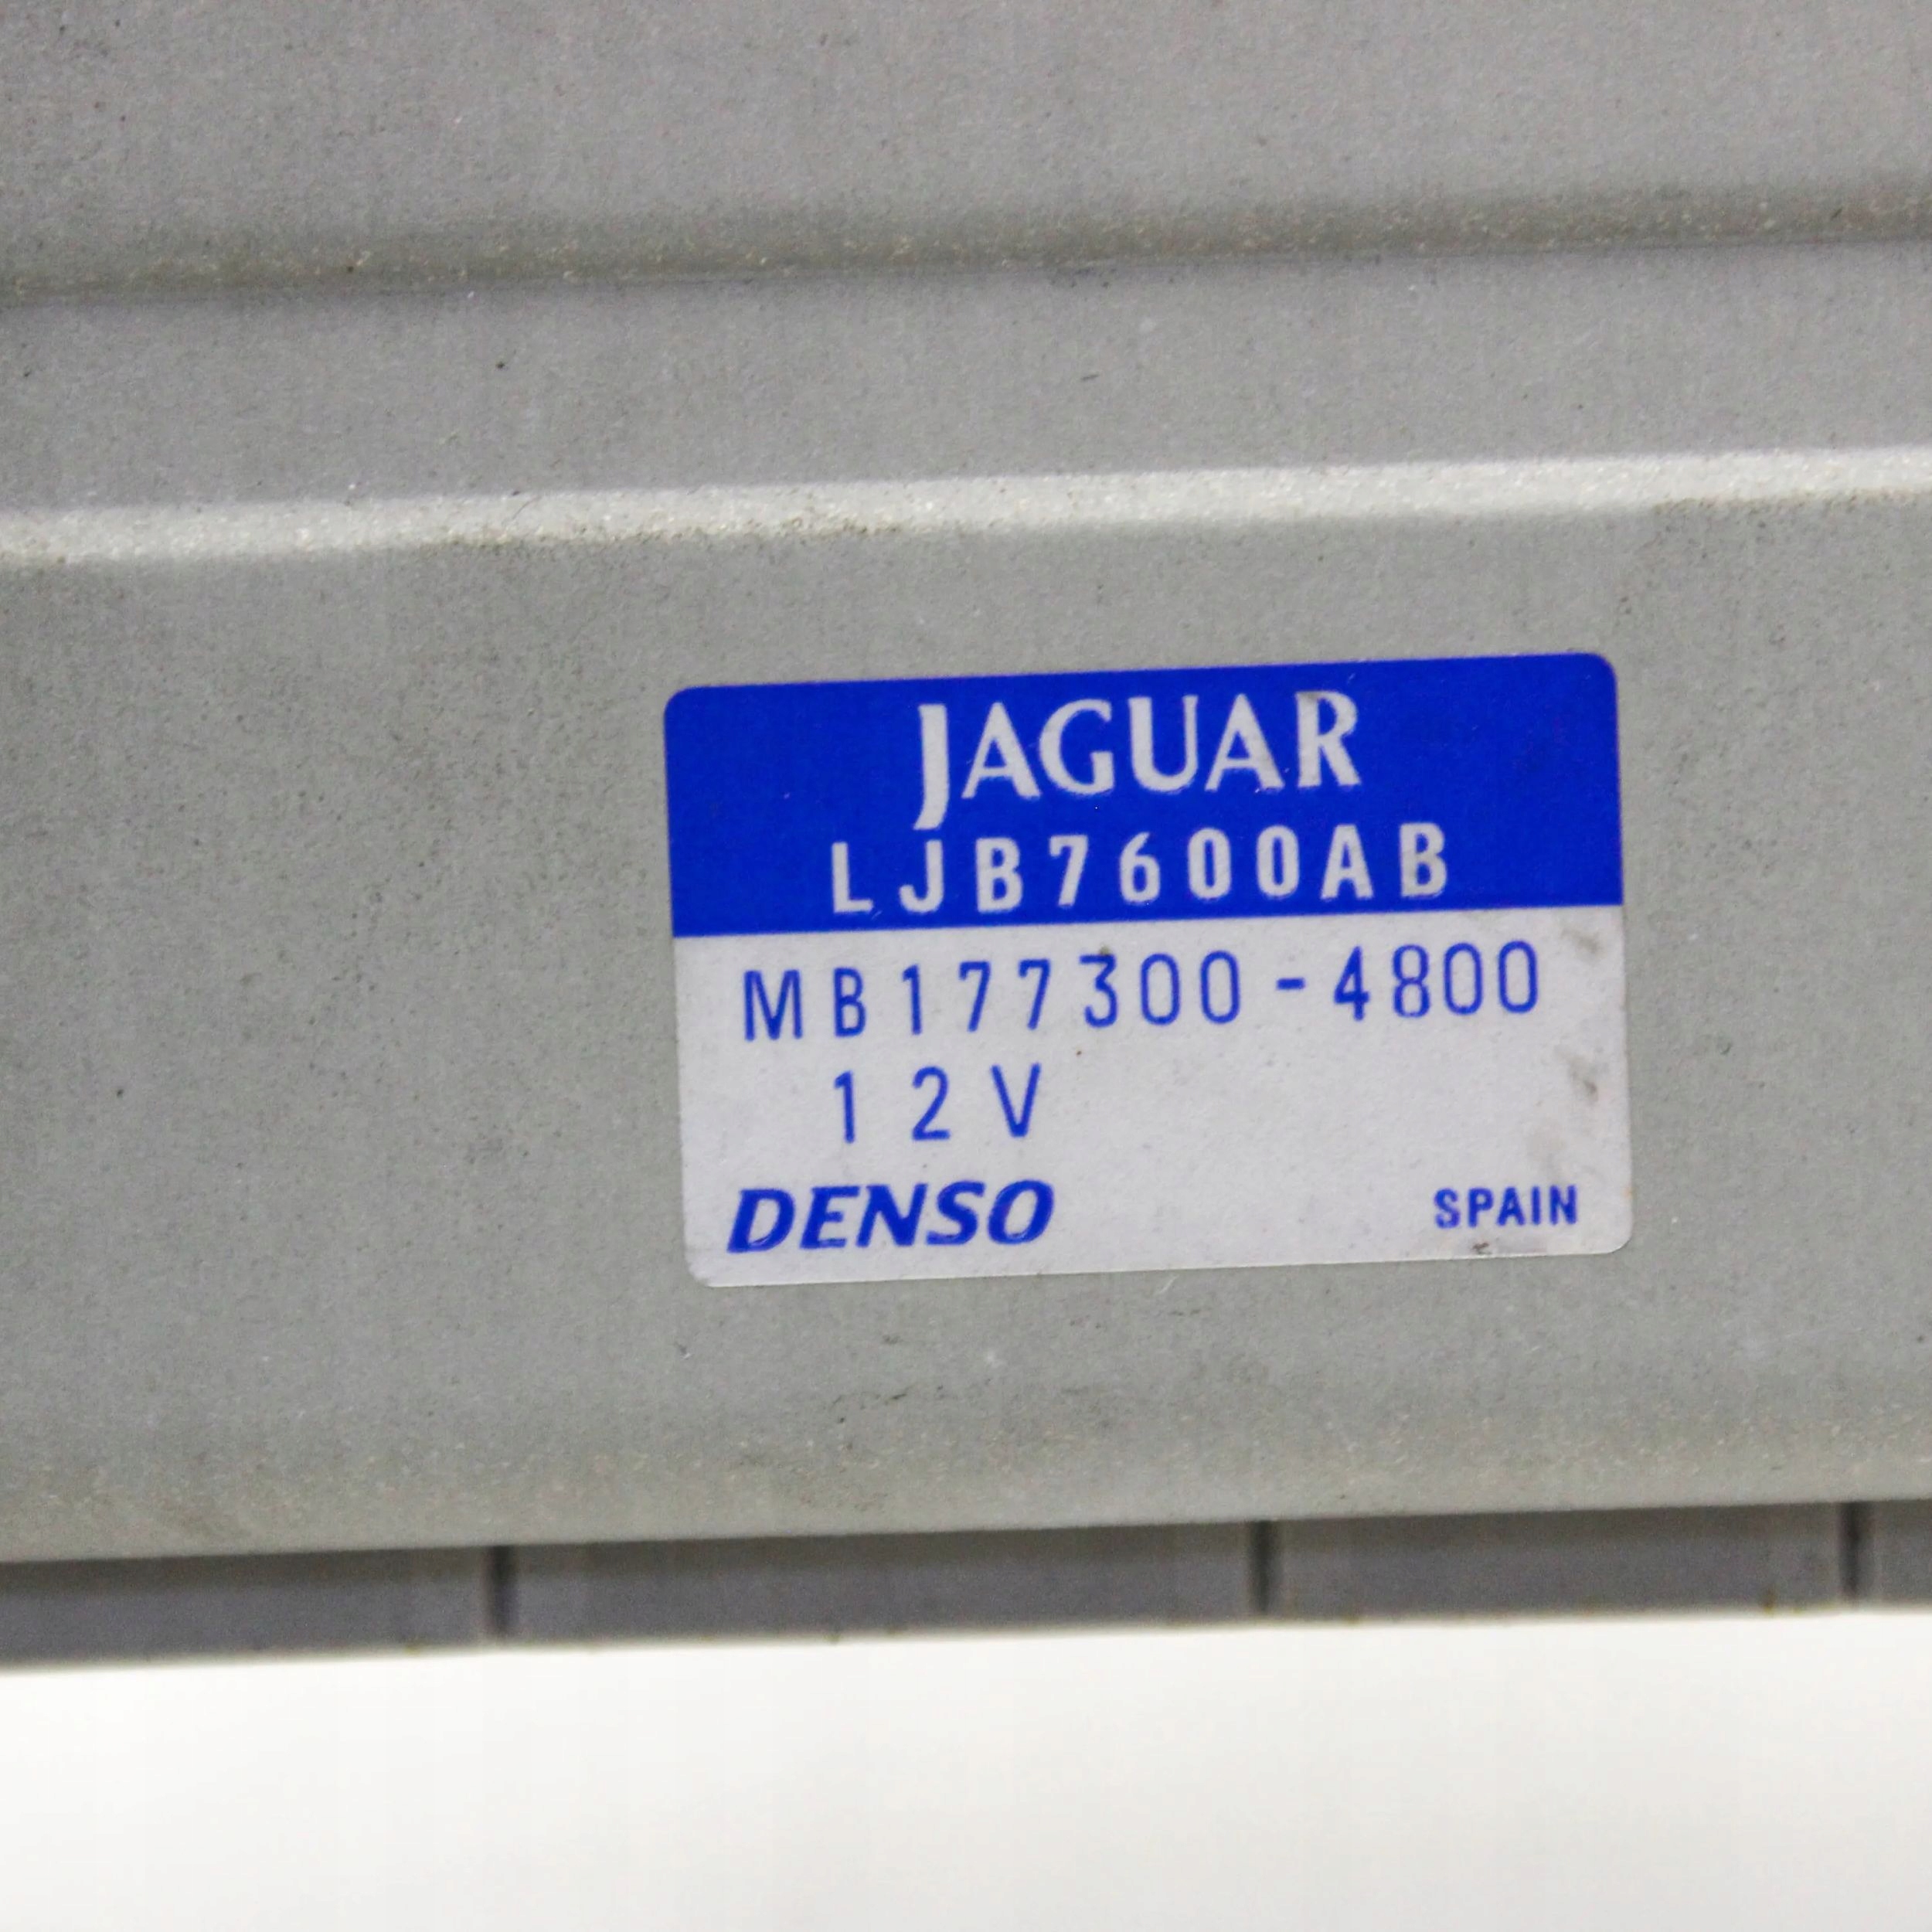 JAGUAR
LJB7600AB
MB177300-4800
12V
DENSO SPAIN